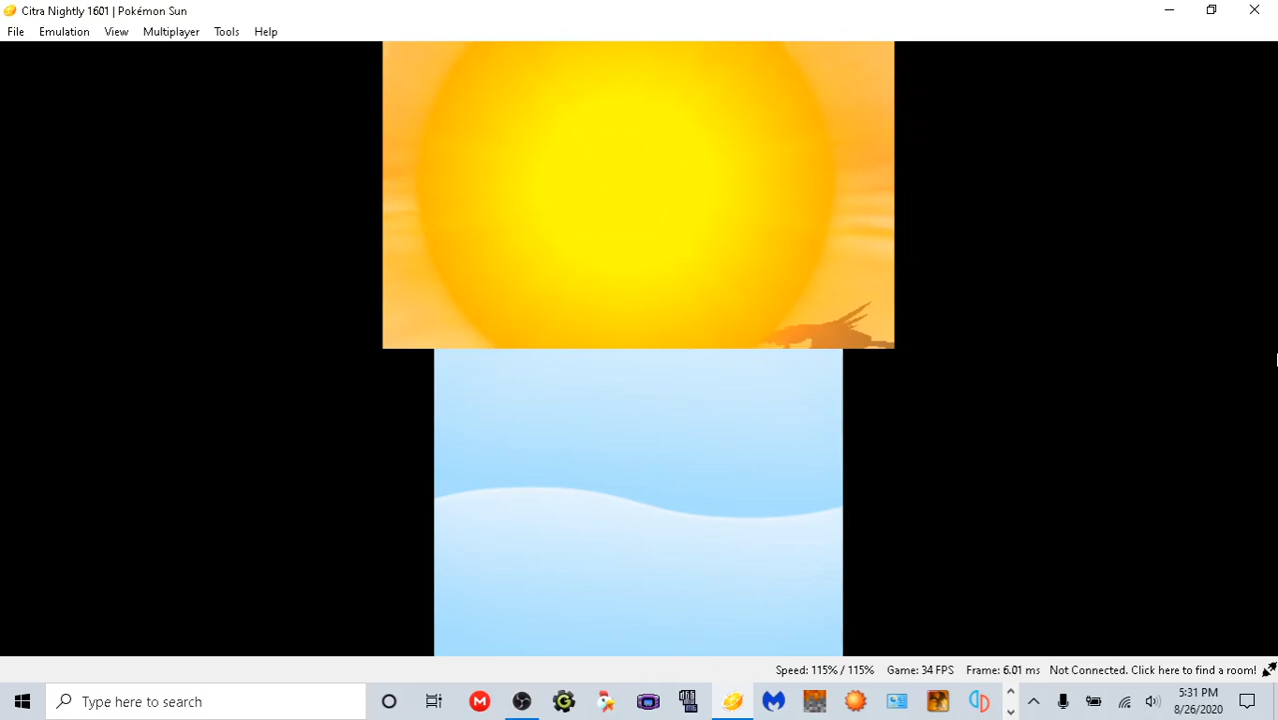 Citra Nightly 1601 | Pokémon Sun
File Emulation View Multiplayer Tools Help
Speed: 115% / 115% Game: 34 FPS Frame: 6.01 ms Not Connected. Click here to find a room!
Type here to search
5:31 PM
8/26/2020